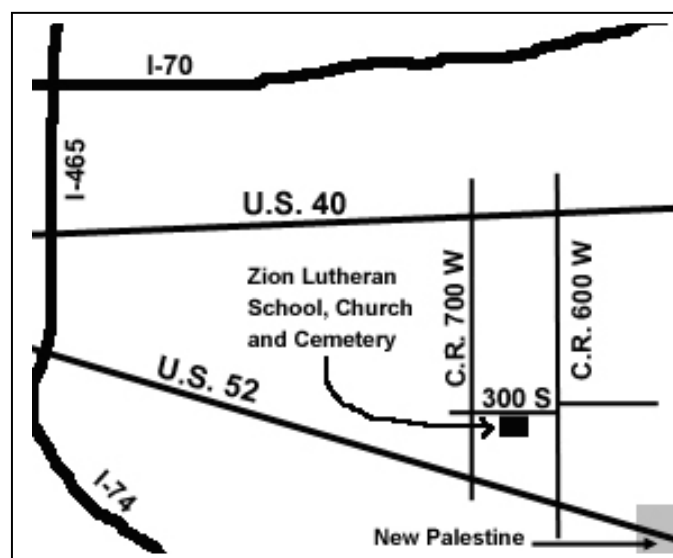 I-70
I-465
U.S. 40
Zion Lutheran
School, Church
and Cemetery
C.R. 700 W
C.R. 600 W
U.S. 52
300 S
I-74
New Palestine